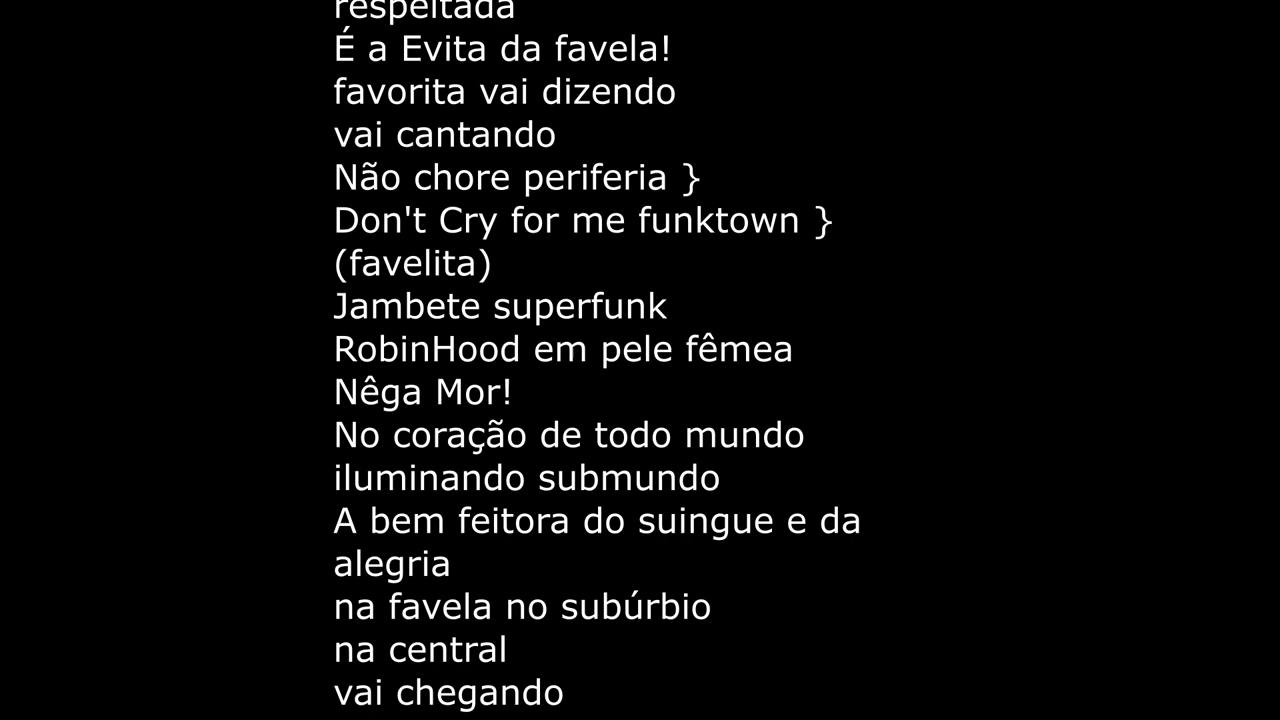 respeitada
É a Evita da favela!
favorita vai dizendo
vai cantando
Não chore periferia }
Don't Cry for me funktown }
(favelita)
Jambete superfunk
RobinHood em pele fêmea
Nêga Mor!
No coração de todo mundo
iluminando submundo
A bem feitora do suingue e da
alegria
na favela no subúrbio
na central
vai chegando